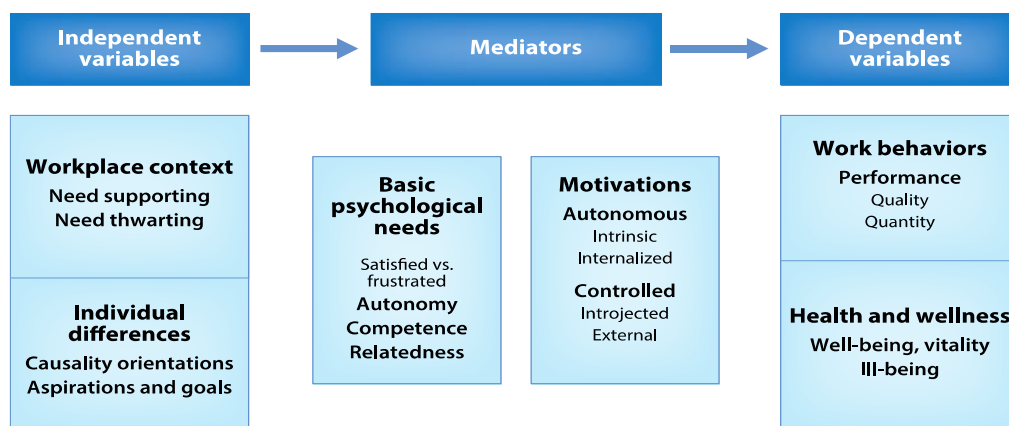 Independent
variables
Mediators
Dependent
variables
Workplace context
Need supporting
Need thwarting
Individual
differences
Causality orientations
Aspirations and goals
Basic
psychological
needs
Satisfied vs.
frustrated
Autonomy
Competence
Relatedness
Motivations
Autonomous
Intrinsic
Internalized
Controlled
Introjected
External
Work behaviors
Performance
Quality
Quantity
Health and wellness
Well-being, vitality
Ill-being